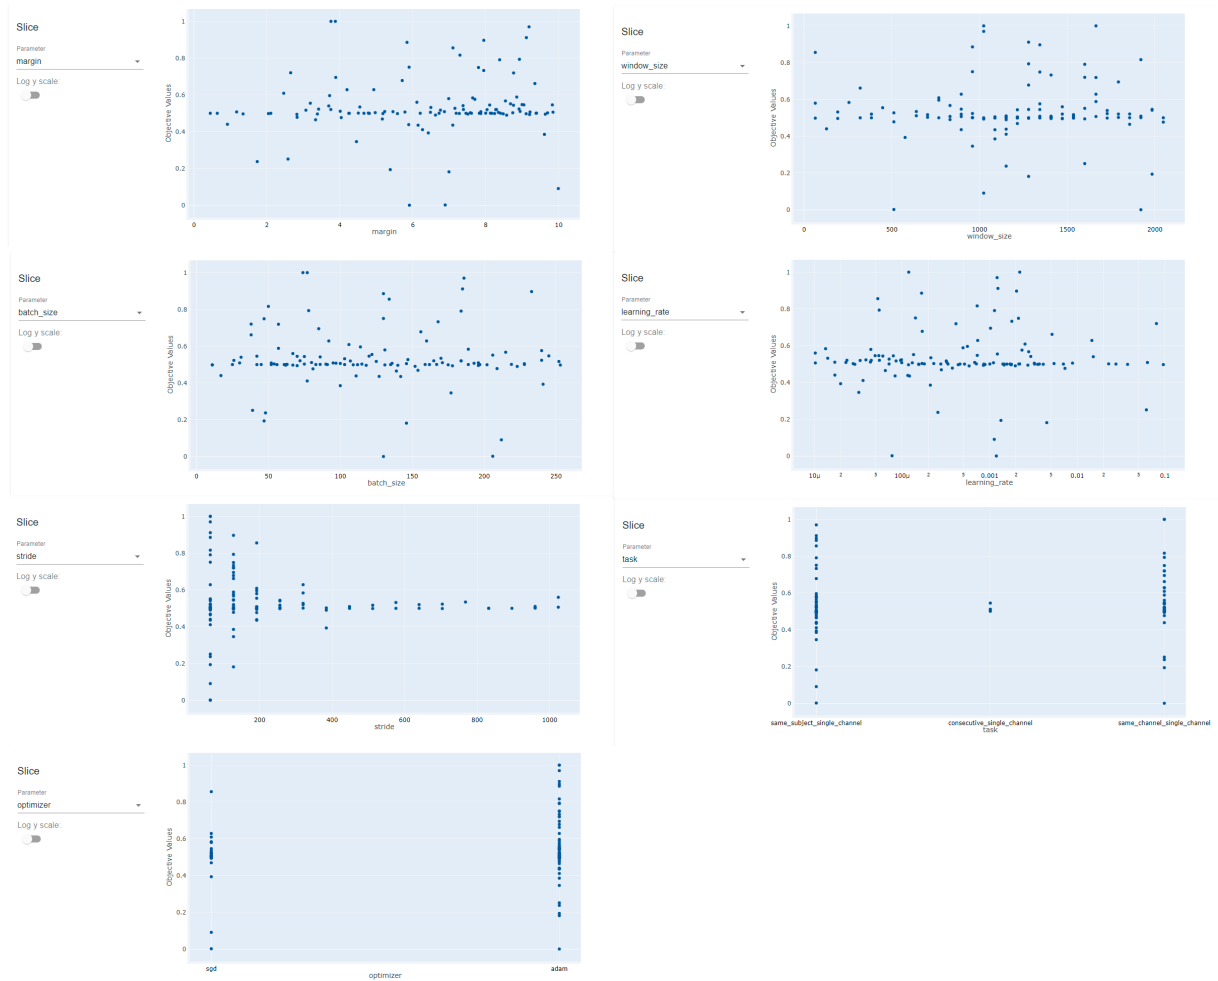 Slice
Parameter
margin
Log y scale:
1
0.8
0.6
0.4
0.2
0
Objective Values
0 2 4 6 8 10
margin
Slice
Parameter
window_size
Log y scale:
1
0.8
0.6
0.4
0.2
0
Objective Values
0 500 1000 1500 2000
window_size
Slice
Parameter
batch_size
Log y scale:
1
0.8
0.6
0.4
0.2
0
Objective Values
0 50 100 150 200 250
batch_size
Slice
Parameter
learning_rate
Log y scale:
1
0.8
0.6
0.4
0.2
0
Objective Values
10μ 2 5 100μ 2 5 0.001 2 5 0.01 2 5 0.1
learning_rate
Slice
Parameter
stride
Log y scale:
1
0.8
0.6
0.4
0.2
0
Objective Values
200 400 600 800 1000
stride
Slice
Parameter
task
Log y scale:
1
0.8
0.6
0.4
0.2
0
Objective Values
same_subject_single_channel consecutive_single_channel same_channel_single_channel
task
Slice
Parameter
optimizer
Log y scale:
1
0.8
0.6
0.4
0.2
0
Objective Values
sgd adam
optimizer